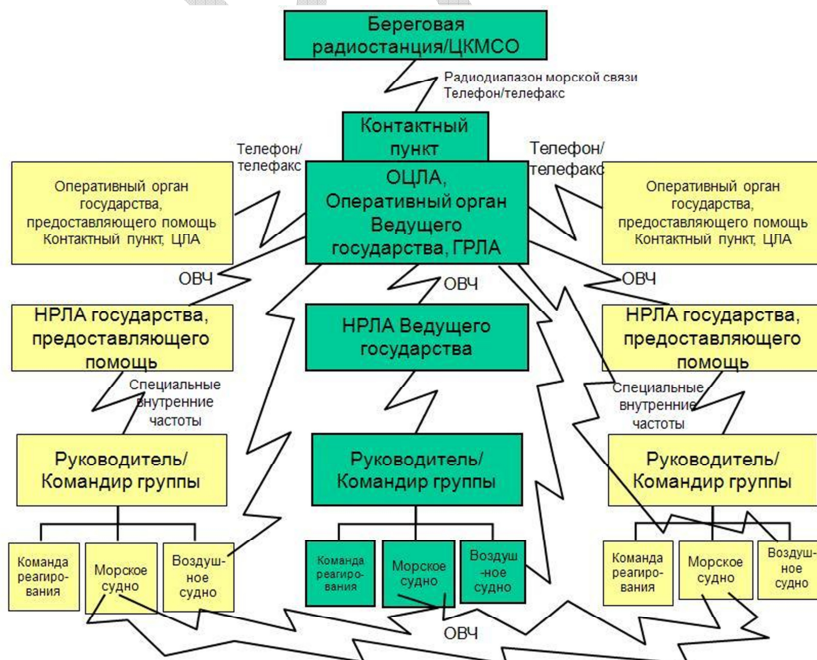 Береговая
радиостанция/ЦКМСО
Радиодиапазон морской связи
Телефон/телефакс
Контактный
пункт
Телефон/
телефакс
Телефон/
телефакс
Оперативный орган
государства,
предоставляющего помощь
Контактный пункт, ЦЛА
ОЦЛА,
Оперативный орган
Ведущего
государства, ГРЛА
Оперативный орган
государства,
предоставляющего помощь
Контактный пункт, ЦЛА
ОВЧ
ОВЧ
ОВЧ
НРЛА государства,
предоставляющего
помощь
НРЛА Ведущего
государства
НРЛА государства,
предоставляющего
помощь
Специальные
внутренние
частоты
Специальные
внутренние
частоты
Руководитель/
Командир группы
Руководитель/
Командир группы
Руководитель/
Командир группы
Команда
реагиро-
вания
Морское
судно
Воздуш-
ное
судно
Команда
реагиро-
вания
Морское
судно
Воздуш
-ное
судно
Команда
реагиро-
вания
Морское
судно
Воздуш-
ное
судно
ОВЧ